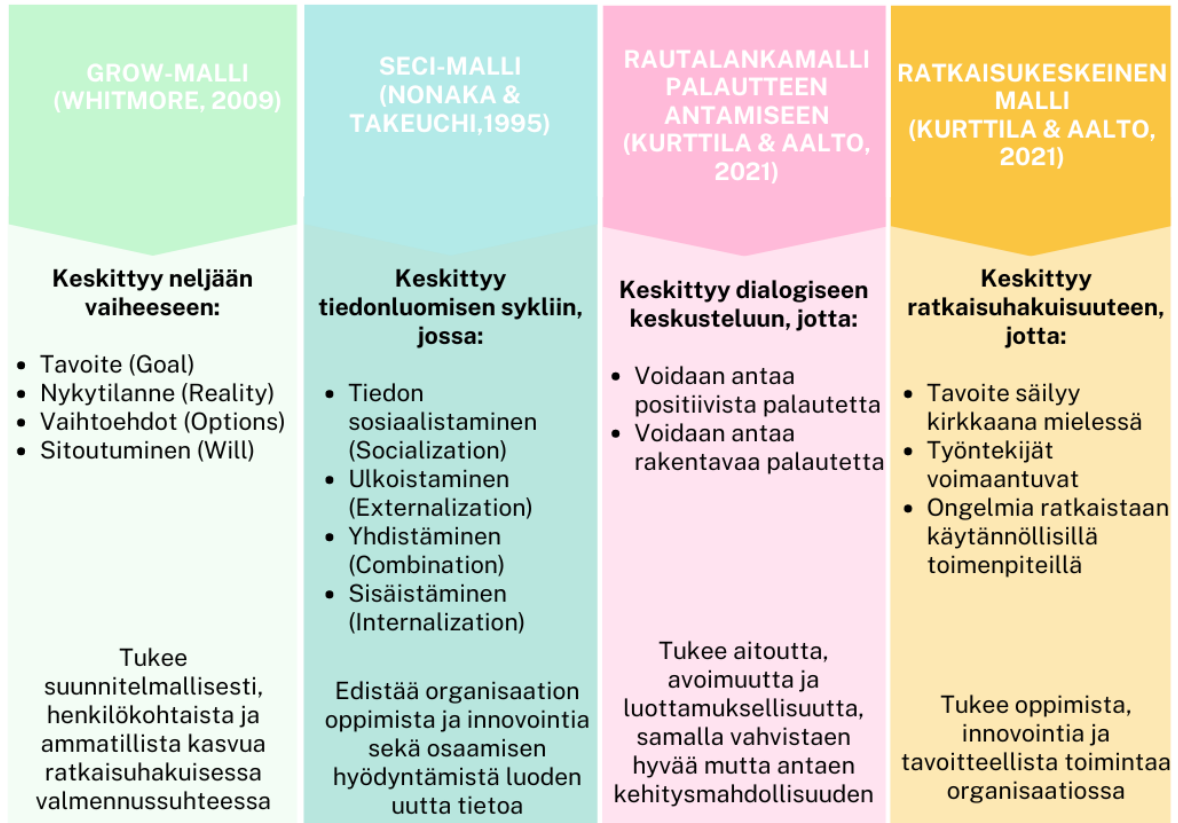 GROW-MALLI
(WHITMORE, 2009)
Keskittyy neljään
vaiheeseen:
• Tavoite (Goal)
• Nykytilanne (Reality)
• Vaihtoehdot (Options)
• Sitoutuminen (Will)
Tukee
suunnitelmallisesti,
henkilökohtaista ja
ammatillista kasvua
ratkaisuhakuisessa
valmennussuhteessa
SECI-MALLI
(NONAKA &
TAKEUCHI,1995)
Keskittyy
tiedonluomisen sykliin,
jossa:
• Tiedon
sosiaalistaminen
(Socialization)
• Ulkoistaminen
(Externalization)
• Yhdistäminen
(Combination)
• Sisäistäminen
(Internalization)
Edistää organisaation
oppimista ja innovointia
sekä osaamisen
hyödyntämistä luoden
uutta tietoa
RAUTALANKAMALLI
PALAUTTEEN
ANTAMISEEN
(KURTTILA & AALTO,
2021)
Keskittyy dialogiseen
keskusteluun, jotta:
• Voidaan antaa
positiivista palautetta
• Voidaan antaa
rakentavaa palautetta
Tukee aitoutta,
avoimuutta ja
luottamuksellisuutta,
samalla vahvistaen
hyvää mutta antaen
kehitysmahdollisuuden
RATKAISUKESKEINEN
MALLI
(KURTTILA & AALTO,
2021)
Keskittyy
ratkaisuhakuisuuteen,
jotta:
• Tavoite säilyy
kirkkaana mielessä
• Työntekijät
voimaantuvat
• Ongelmia ratkaistaan
käytännöllisillä
toimenpiteillä
Tukee oppimista,
innovointia ja
tavoitteellista toimintaa
organisaatiossa